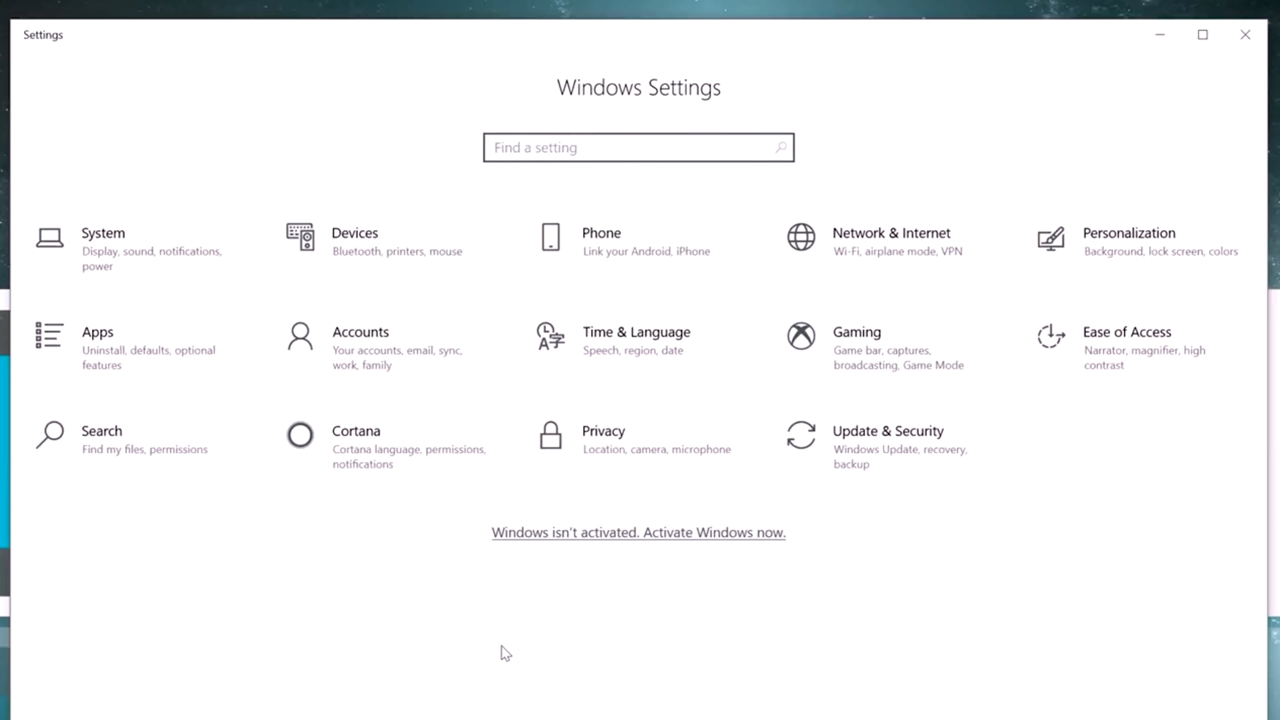 Settings
Windows Settings
Find a setting
System
Display, sound, notifications,
power
Devices
Bluetooth, printers, mouse
Phone
Link your Android, iPhone
Network & Internet
Wi-Fi, airplane mode, VPN
Personalization
Background, lock screen, colors
Apps
Uninstall, defaults, optional
features
Accounts
Your accounts, email, sync,
work, family
Time & Language
Speech, region, date
Gaming
Game bar, captures,
broadcasting, Game Mode
Ease of Access
Narrator, magnifier, high
contrast
Search
Find my files, permissions
Cortana
Cortana language, permissions,
notifications
Privacy
Location, camera, microphone
Update & Security
Windows Update, recovery,
backup
Windows isn't activated. Activate Windows now.